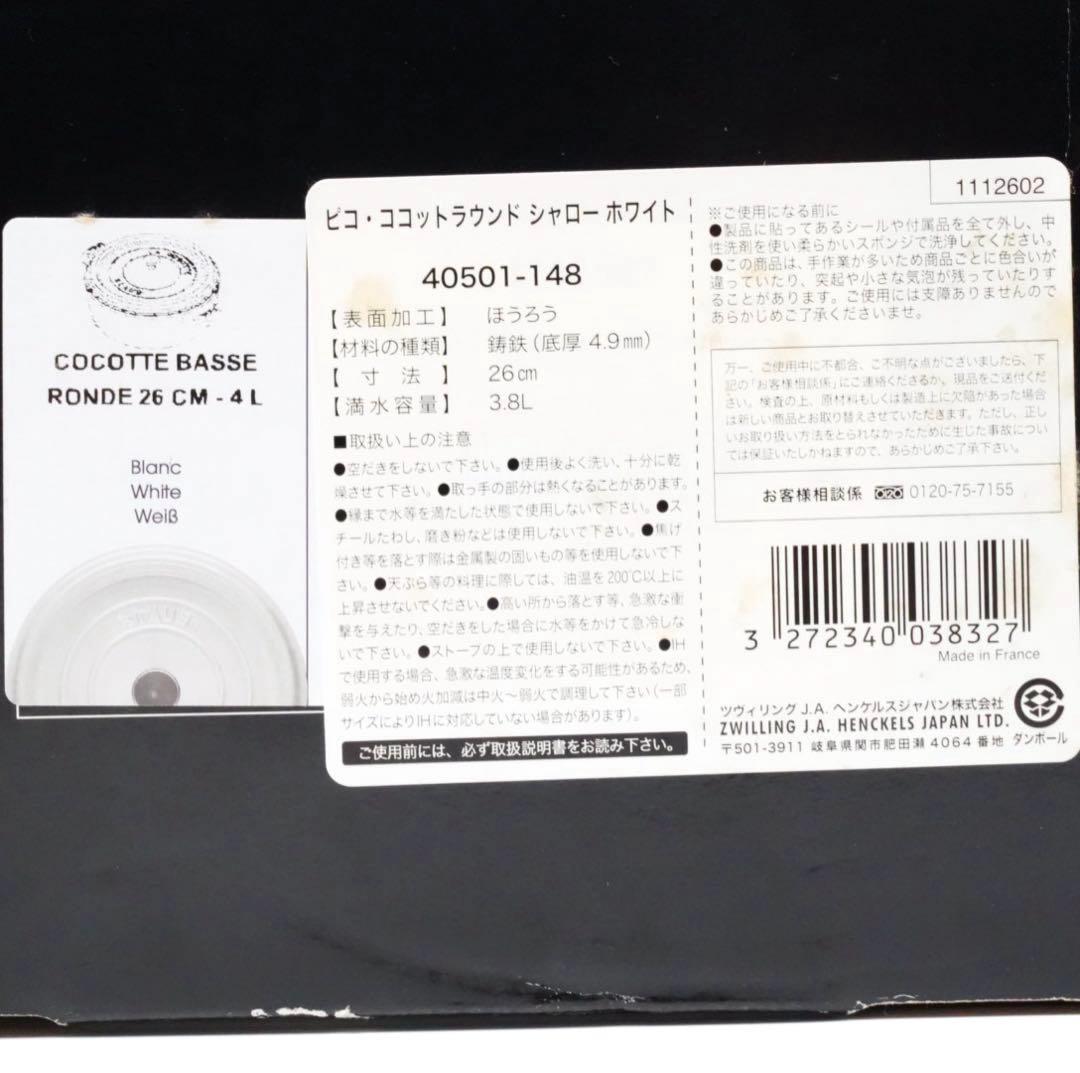 COCOTTE BASSE
RONDE 26 CM - 4 L
Blanc
White
Weiß
ピコ・ココットラウンド シャロー ホワイト
40501-148
【表面加工】 ほうろう
【材料の種類】 鋳鉄(底厚 4.9㎜)
【寸法】 26㎝
【満水容量】 3.8L
■取扱い上の注意
●空だきをしないで下さい。●使用後よく洗い、十分に乾
燥させて下さい。●取っ手の部分は熱くなることがあります。
●縁まで水等を満たした状態で使用しないで下さい。●ス
チールたわし、磨き粉などは使用しないで下さい。●焦げ
付き等を落とす際は金属製の固いもの等を使用しないで下
さい。●天ぷら等の料理に際しては、油温を200℃以上に
上昇させないでください。●高い所から落とす等、急激な衝
撃を与えたり、空だきをした場合に水等をかけて急冷しな
いで下さい。●ストーブの上で使用しないで下さい。●IH
で使用する場合、急激な温度変化をする可能性があるため、
弱火から始め火加減は中火～弱火で調理して下さい(一部
サイズによりIHに対応していない場合があります)。
ご使用前には、必ず取扱説明書をお読み下さい。
1112602
※ご使用になる前に
●製品に貼ってあるシールや付属品を全て外し、中
性洗剤を使い柔らかいスポンジで洗浄してください。
●この商品は、手作業が多いため商品ごとに色合いが
違っていたり、突起や小さな気泡が残っていたりす
ることがあります。ご使用には支障ありませんので
あらかじめご了承くださいませ。
万一、ご使用中に不都合、ご不明な点がございましたら、下
記の「お客様相談係」にご連絡くださるか、現品をご送付くださ
い。検査の上、原材料もしくは製造上に欠陥があった場合
は新しい商品とお取り替えさせていただきます。ただし、正し
いお取り扱い方法をとられなかったために生じた事故につい
ては保証いたしかねますので、あらかじめご了承下さい。
お客様相談係 0120-75-7155
3 272340 038327
Made in France
ツヴィリング J.A. ヘンケルスジャパン株式会社
ZWILLING J.A. HENCKELS JAPAN LTD.
〒501-3911 岐阜県関市肥田瀬 4064 番地
ダンボール